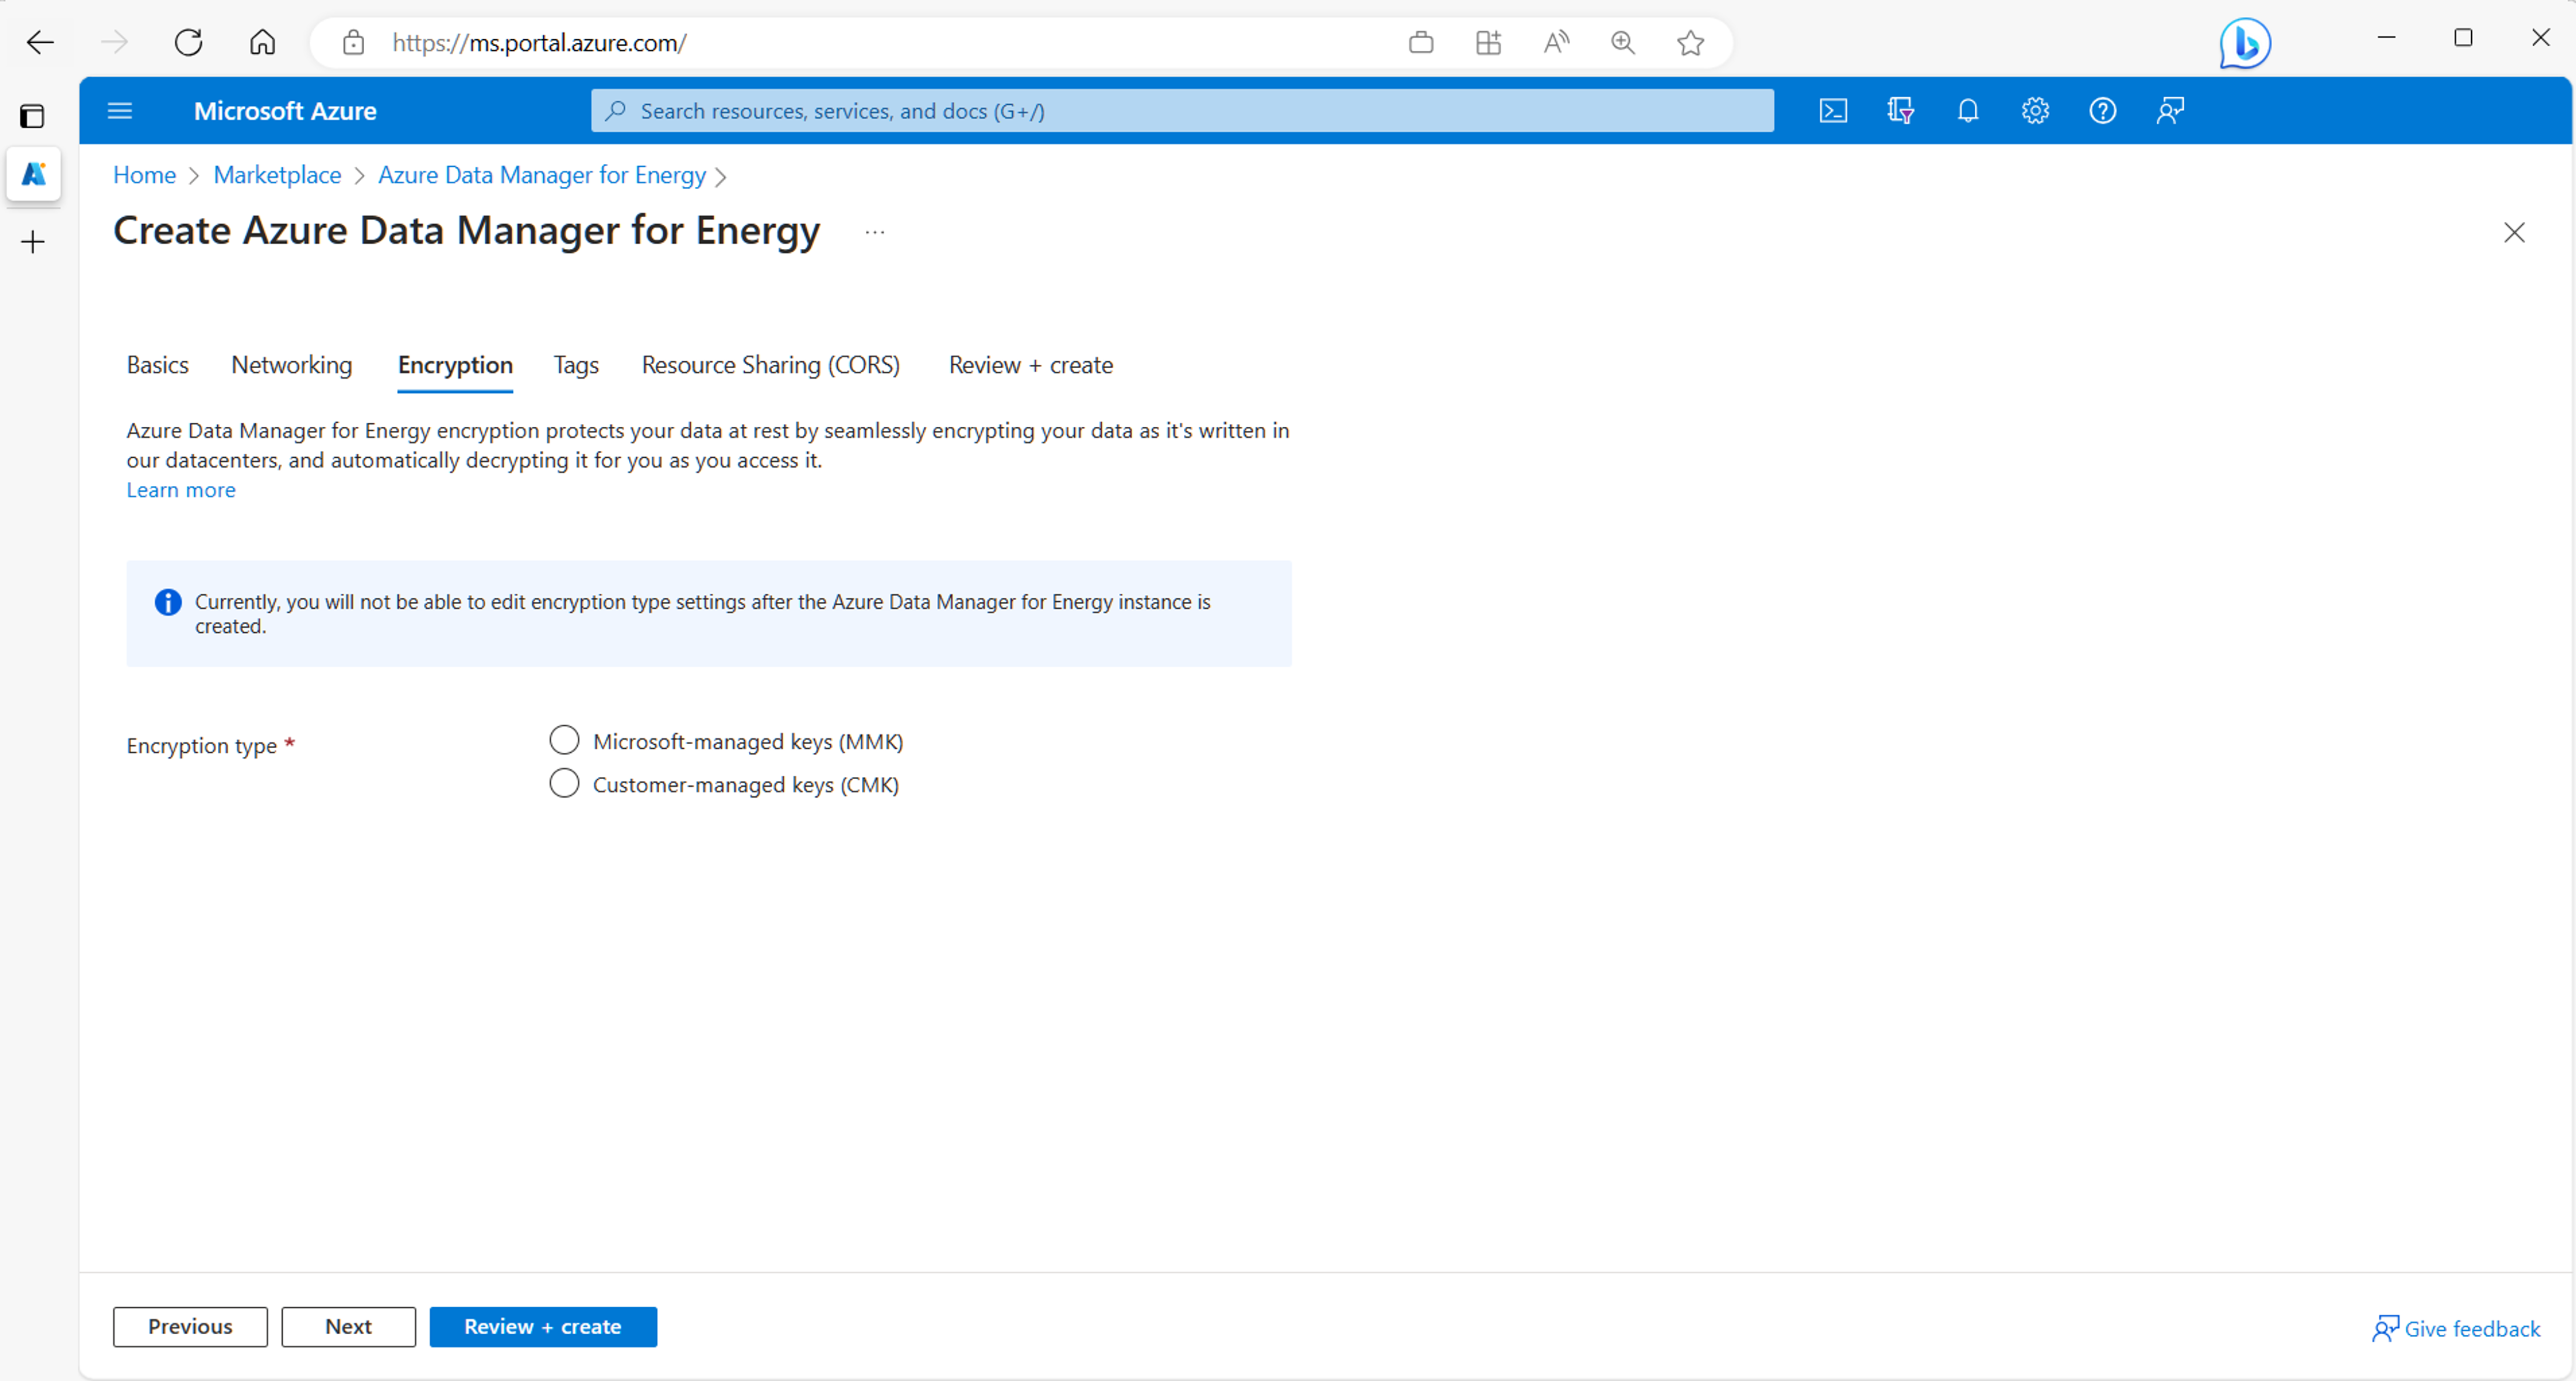 https://ms.portal.azure.com/
Microsoft Azure
Search resources, services, and docs (G+/)
Home > Marketplace > Azure Data Manager for Energy >
Create Azure Data Manager for Energy ...
Basics Networking Encryption Tags Resource Sharing (CORS) Review + create
Azure Data Manager for Energy encryption protects your data at rest by seamlessly encrypting your data as it's written in
our datacenters, and automatically decrypting it for you as you access it.
Learn more
Currently, you will not be able to edit encryption type settings after the Azure Data Manager for Energy instance is
created.
Encryption type *
Microsoft-managed keys (MMK)
Customer-managed keys (CMK)
Previous Next Review + create Give feedback